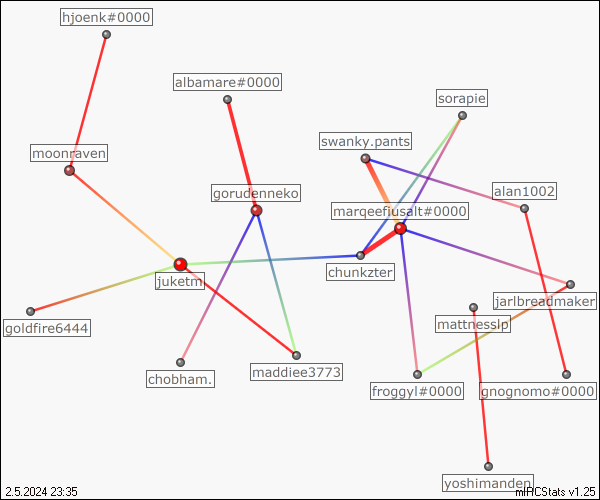 hjoenk#0000
albamare#0000
sorapie
swanky.pants
moonraven
alan1002
gorudenneko
marqeefiusalt#0000
chunkzter
juketm
jarlbreadmaker
goldfire6444
mattnesslp
maddiee3773
chobham.
froggyl#0000
gnognomo#0000
yoshimanden
2.5.2024 23:35
mIRCStats v1.25